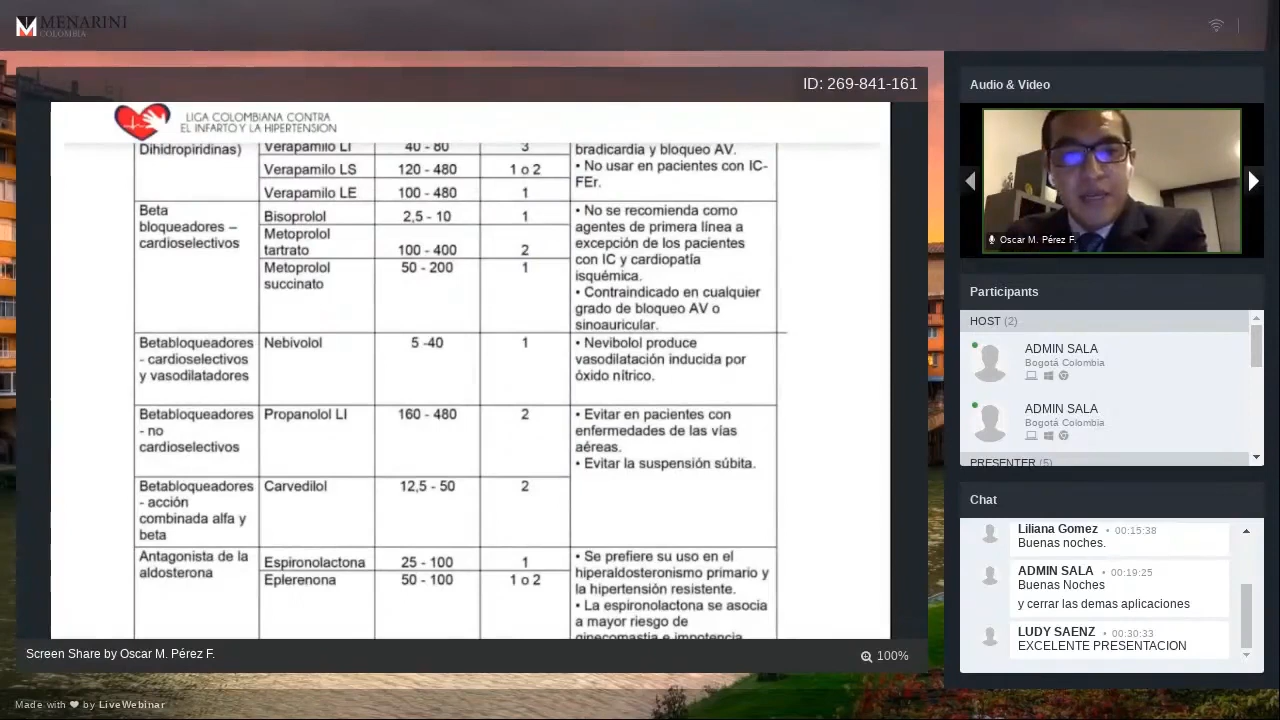 MENARINI
COLOMBIA
ID: 269-841-161
LIGA COLOMBIANA CONTRA
EL INFARTO Y LA HIPERTENSION
Dihidropiridinas)
Verapamilo LI 40 - 80 3
Verapamilo LS 120 - 480 1 o 2
Verapamilo LE 100 - 480 1
bradicardia y bloqueo AV.
• No usar en pacientes con IC-
FEr.
Beta
bloqueadores –
cardioselectivos
Bisoprolol 2,5 - 10 1
Metoprolol
tartrato 100 - 400 2
Metoprolol 50 - 200 1
succinato
• No se recomienda como
agentes de primera línea a
excepción de los pacientes
con IC y cardiopatía
isquémica.
• Contraindicado en cualquier
grado de bloqueo AV o
sinoauricular.
Betabloqueadores
- cardioselectivos
y vasodilatadores
Nebivolol 5 -40 1
• Nevibolol produce
vasodilatación inducida por
óxido nítrico.
Betabloqueadores
- no
cardioselectivos
Propanolol LI 160 - 480 2
• Evitar en pacientes con
enfermedades de las vías
aéreas.
• Evitar la suspensión súbita.
Betabloqueadores
- acción
combinada alfa y
beta
Carvedilol 12,5 - 50 2
Antagonista de la
aldosterona
Espironolactona 25 - 100 1
Eplerenona 50 - 100 1 o 2
• Se prefiere su uso en el
hiperaldosteronismo primario y
la hipertensión resistente.
• La espironolactona se asocia
a mayor riesgo de
ginecomastia e impotencia
Screen Share by Oscar M. Pérez F.
100%
Made with ❤ by LiveWebinar
Audio & Video
Oscar M. Pérez F.
Participants
HOST (2)
ADMIN SALA
Bogotá Colombia
ADMIN SALA
Bogotá Colombia
PRESENTER (5)
Chat
Liliana Gomez • 00:15:38
Buenas noches.
ADMIN SALA • 00:19:25
Buenas Noches
y cerrar las demas aplicaciones
LUDY SAENZ • 00:30:33
EXCELENTE PRESENTACION